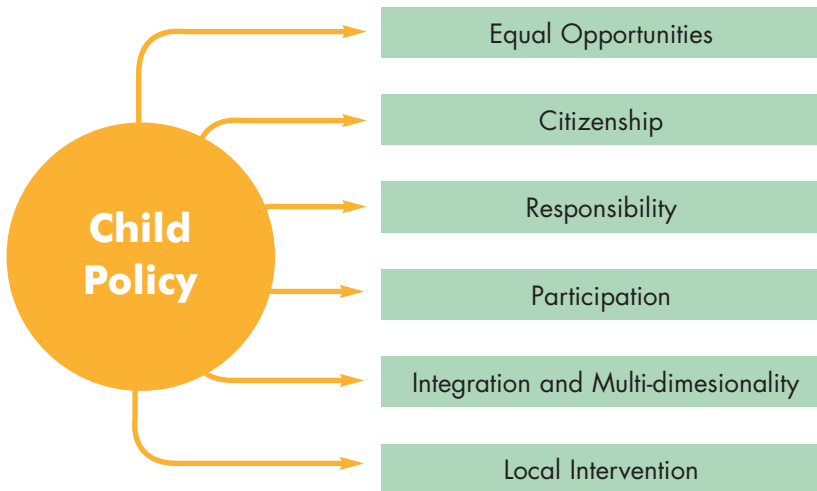 Equal Opportunities
Citizenship
Responsibility
Child
Policy
Participation
Integration and Multi-dimesionality
Local Intervention